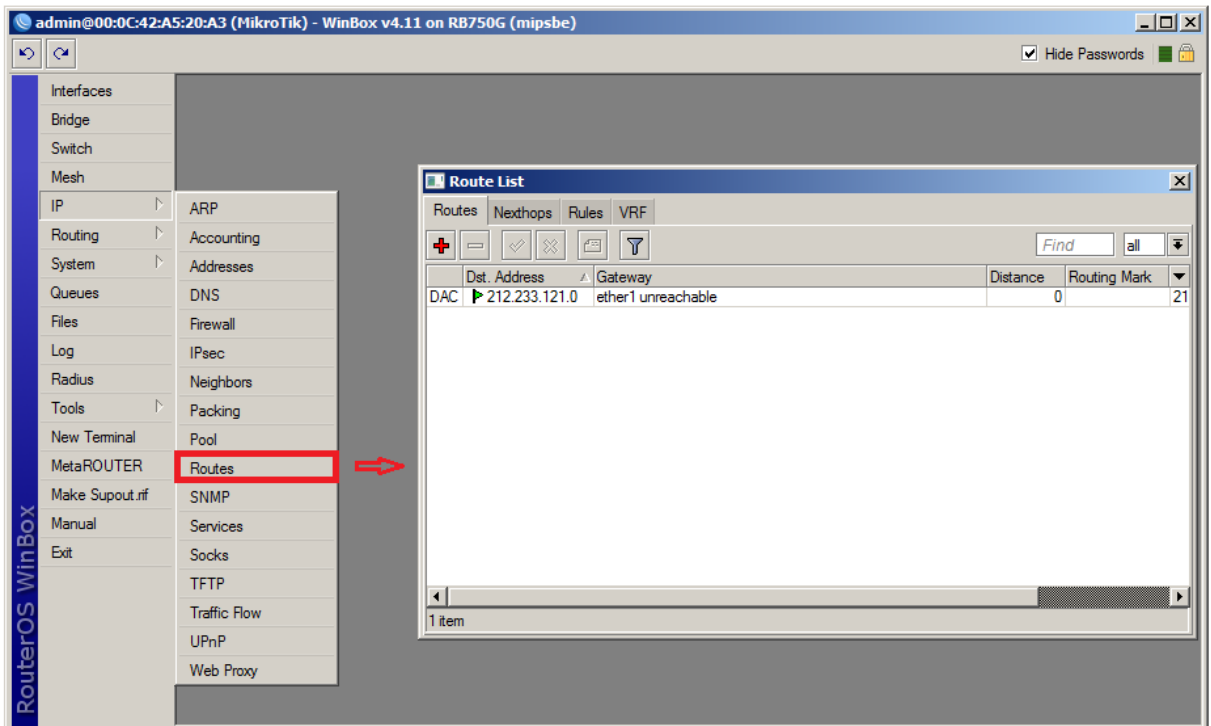 admin@00:0C:42:A5:20:A3 (MikroTik) - WinBox v4.11 on RB750G (mipsbe)
Hide Passwords
Interfaces
Bridge
Switch
Mesh
IP
Routing
System
Queues
Files
Log
Radius
Tools
New Terminal
MetaROUTER
Make Supout.rif
Manual
Exit
RouterOS WinBox
ARP
Accounting
Addresses
DNS
Firewall
IPsec
Neighbors
Packing
Pool
Routes
SNMP
Services
Socks
TFTP
Traffic Flow
UPnP
Web Proxy
Route List
Routes Nexthops Rules VRF
Find all
Dst. Address Gateway Distance Routing Mark
DAC 212.233.121.0 ether1 unreachable 0 21
1 item